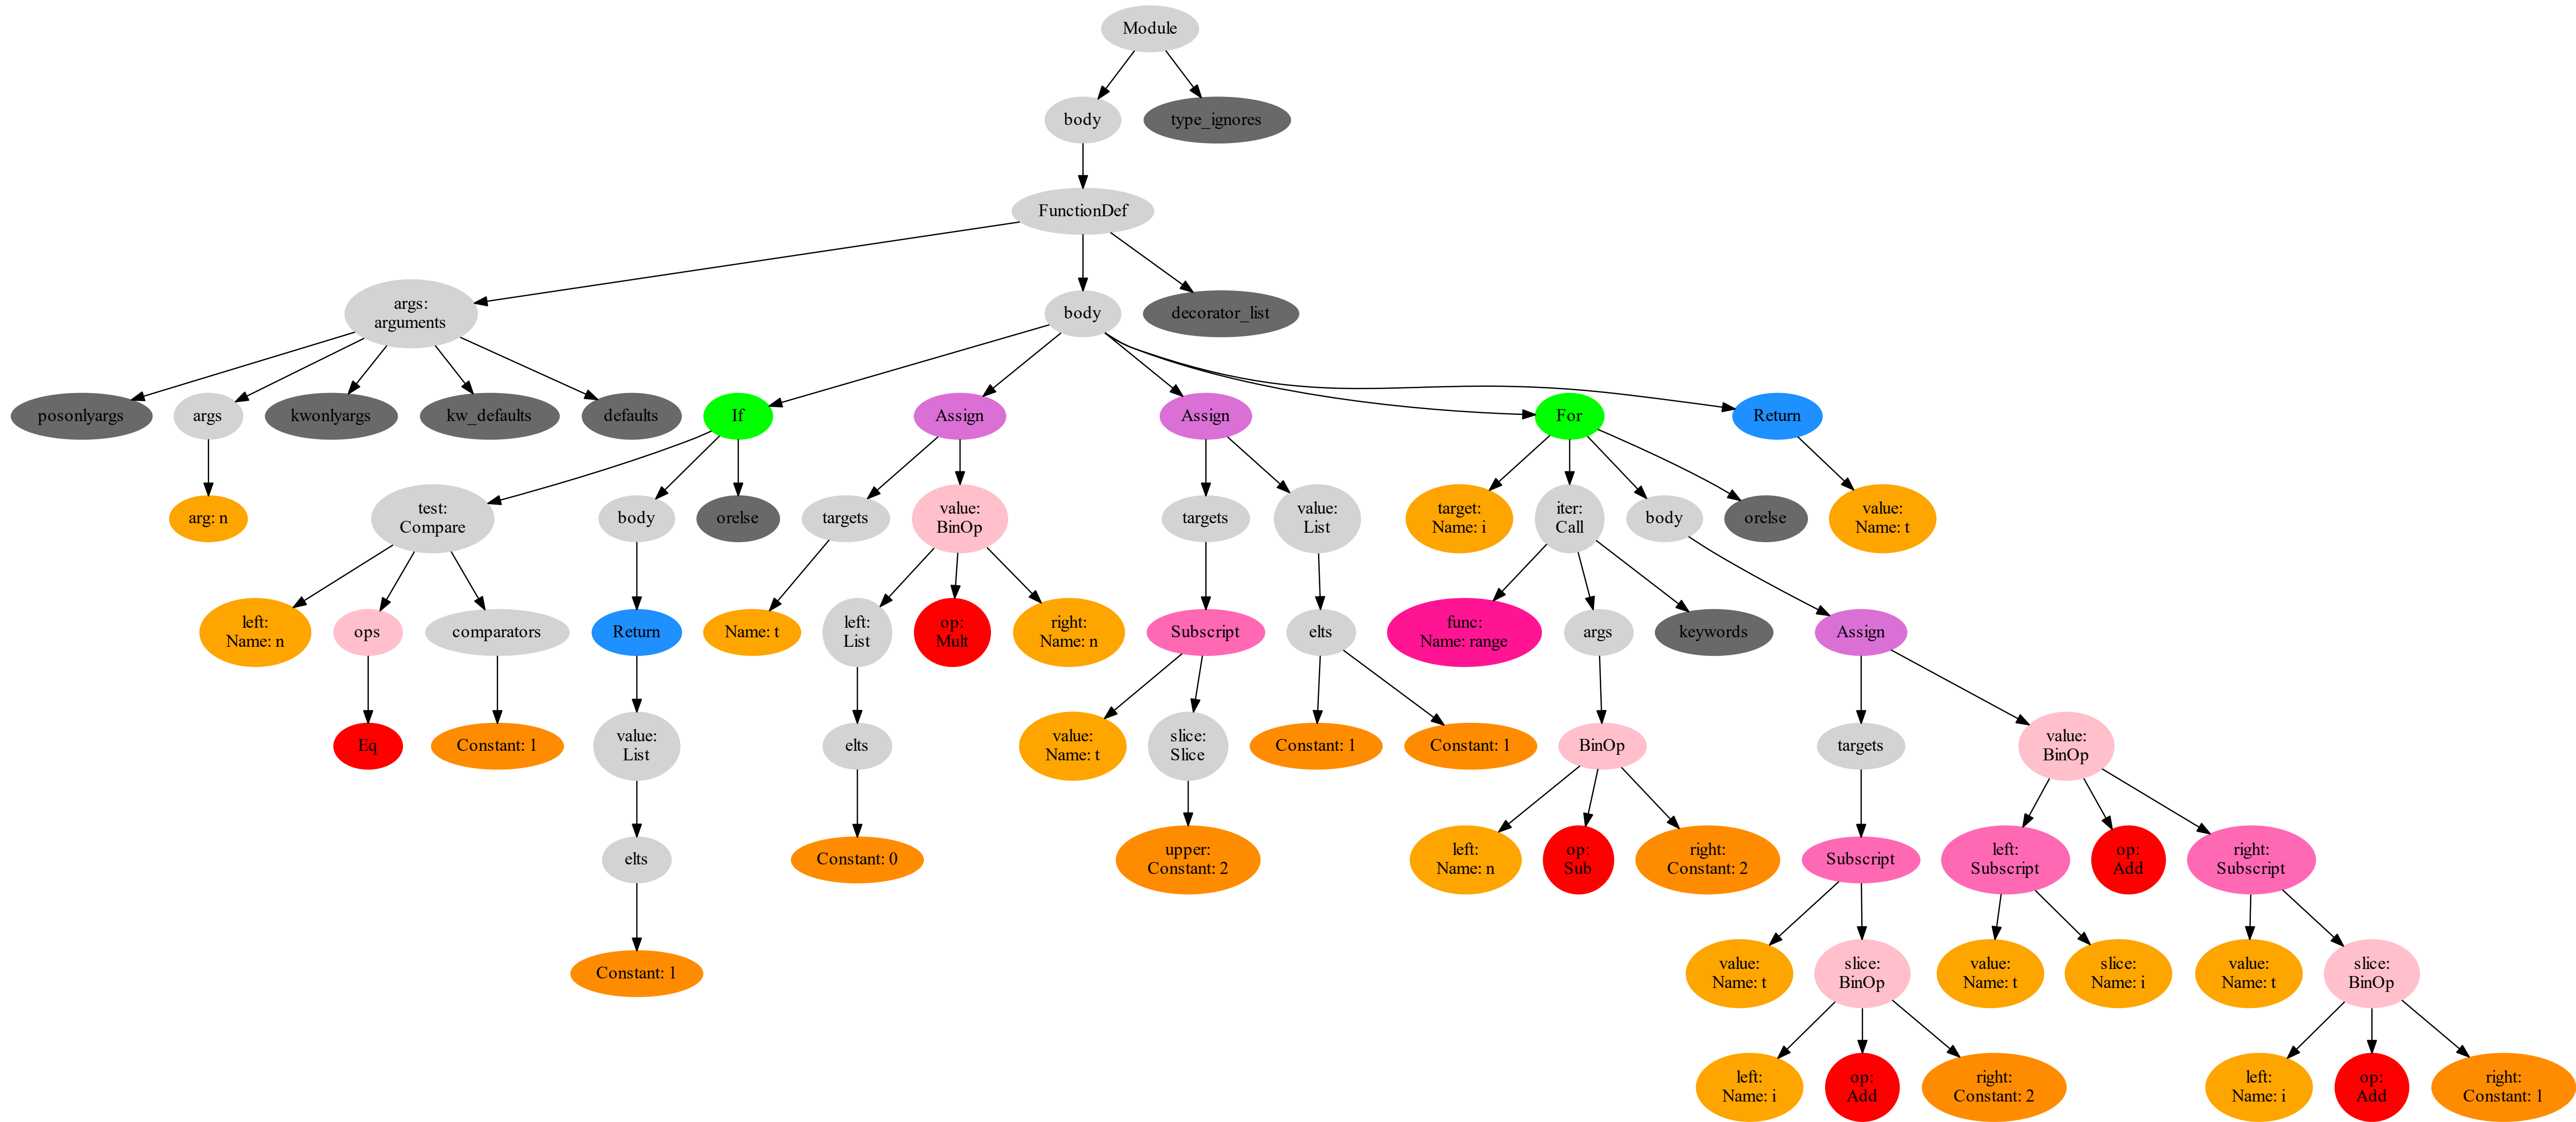 Module
body
type_ignores
FunctionDef
args:
arguments
body
decorator_list
posonlyargs
args
kwonlyargs
kw_defaults
defaults
If
Assign
Assign
For
Return
arg: n
test:
Compare
body
orelse
targets
value:
BinOp
targets
value:
List
target:
Name: i
iter:
Call
body
orelse
value:
Name: t
left:
Name: n
ops
comparators
Return
Name: t
left:
List
op:
Mult
right:
Name: n
Subscript
elts
func:
Name: range
args
keywords
Assign
Eq
Constant: 1
value:
List
elts
value:
Name: t
slice:
Slice
Constant: 1
Constant: 1
BinOp
targets
value:
BinOp
elts
Constant: 0
upper:
Constant: 2
left:
Name: n
op:
Sub
right:
Constant: 2
Subscript
left:
Subscript
op:
Add
right:
Subscript
Constant: 1
value:
Name: t
slice:
BinOp
value:
Name: t
slice:
Name: i
value:
Name: t
slice:
BinOp
left:
Name: i
op:
Add
right:
Constant: 2
left:
Name: i
op:
Add
right:
Constant: 1